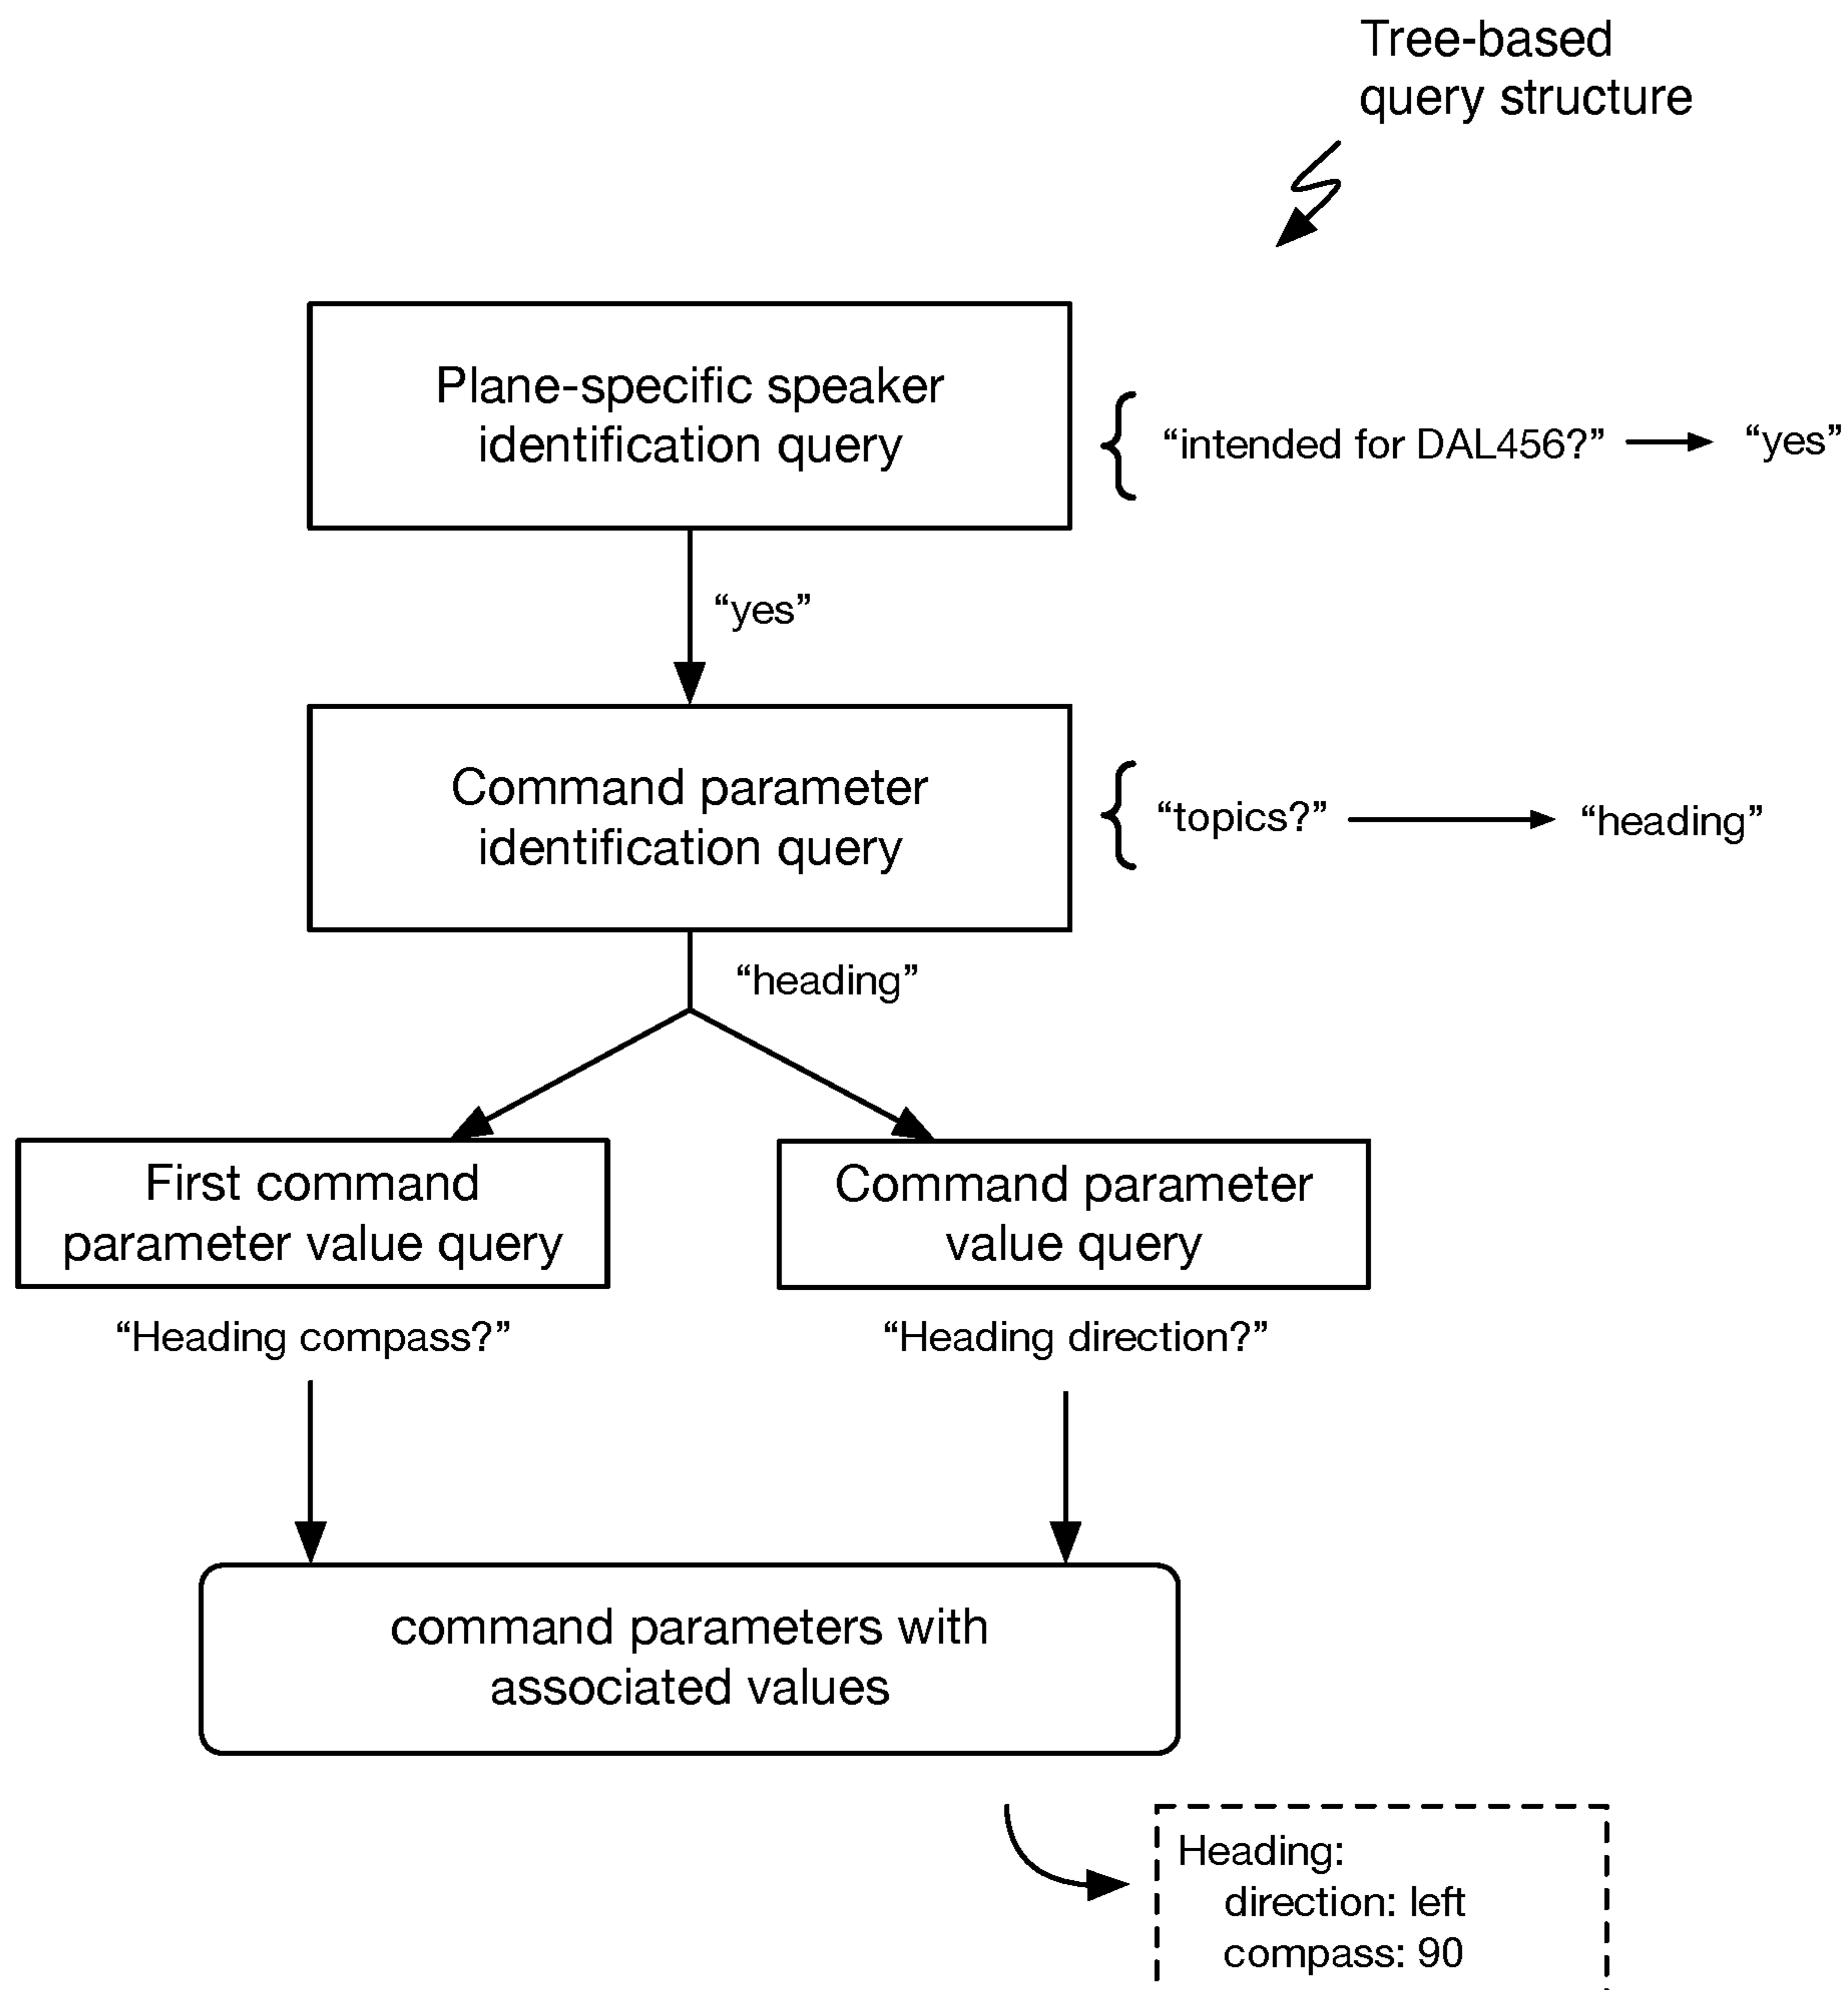 Tree-based
query structure
Plane-specific speaker
identification query
“intended for DAL456?”
“yes”
“yes”
Command parameter
identification query
“topics?”
“heading”
“heading”
First command
parameter value query
Command parameter
value query
“Heading compass?”
“Heading direction?”
command parameters with
associated values
Heading:
direction: left
compass: 90